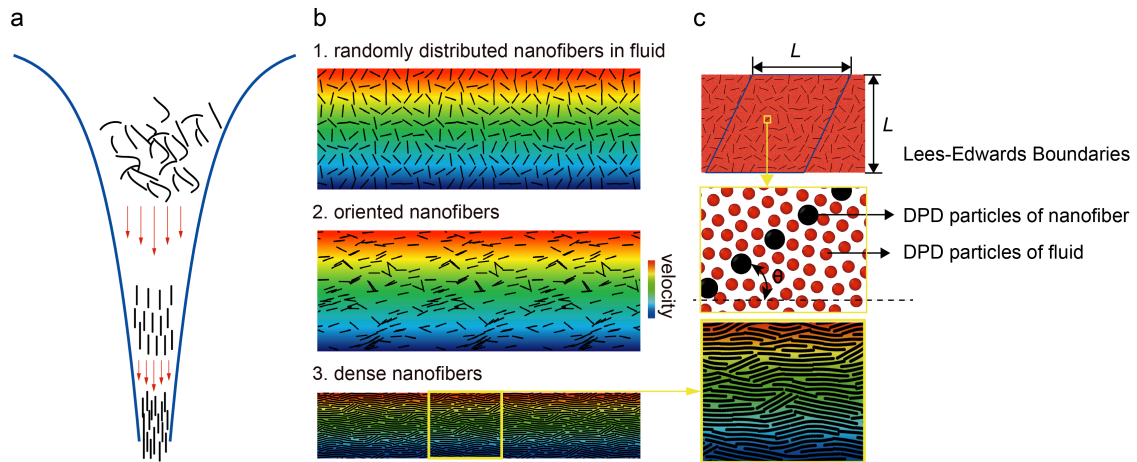 a
b
1. randomly distributed nanofibers in fluid
2. oriented nanofibers
velocity
3. dense nanofibers
c
L
L
Lees-Edwards Boundaries
DPD particles of nanofiber
DPD particles of fluid
θ